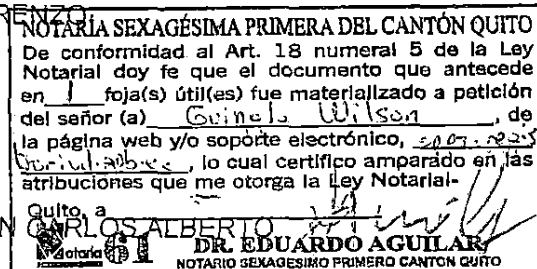 RENZO
NOTARÍA SEXAGÉSIMA PRIMERA DEL CANTÓN QUITO
De conformidad al Art. 18 numeral 5 de la Ley
Notarial doy fe que el documento que antecede
en 1 foja(s) útil(es) fue materializado a petición
del señor (a) Wilson, de
la página web y/o soporte electrónico,
, lo cual certifico amparado en las
atribuciones que me otorga la Ley Notarial-
Quito, a
N CARLOS ALBERTO
Notaría 61 DR. EDUARDO AGUILAR
NOTARIO SEXAGESIMO PRIMERO CANTON QUITO